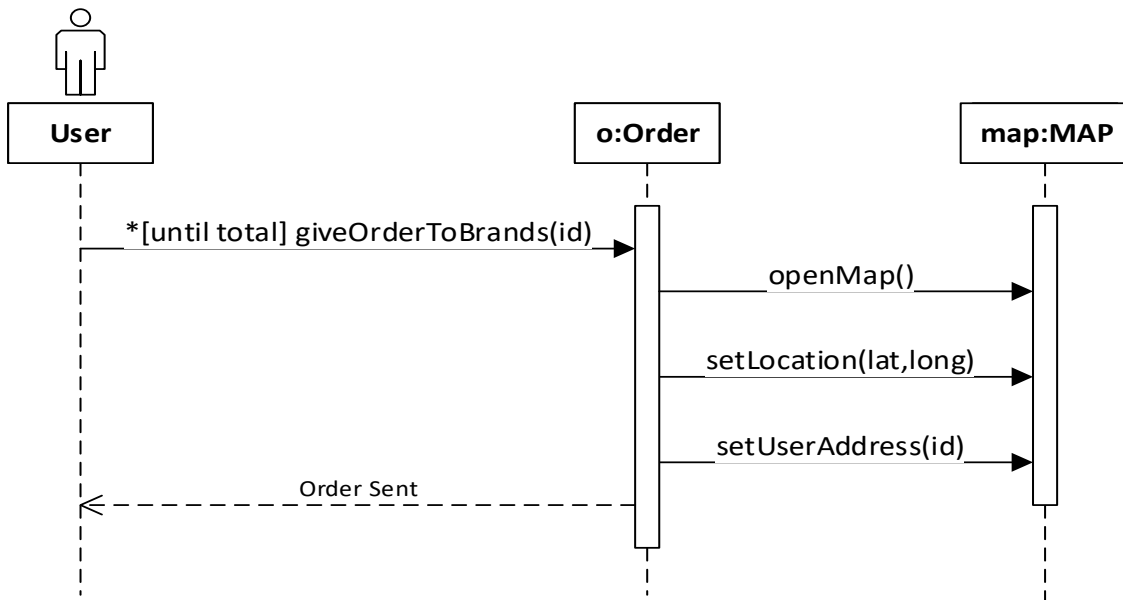 User
o:Order
map:MAP
*[until total] giveOrderToBrands(id)
openMap()
setLocation(lat,long)
setUserAddress(id)
Order Sent